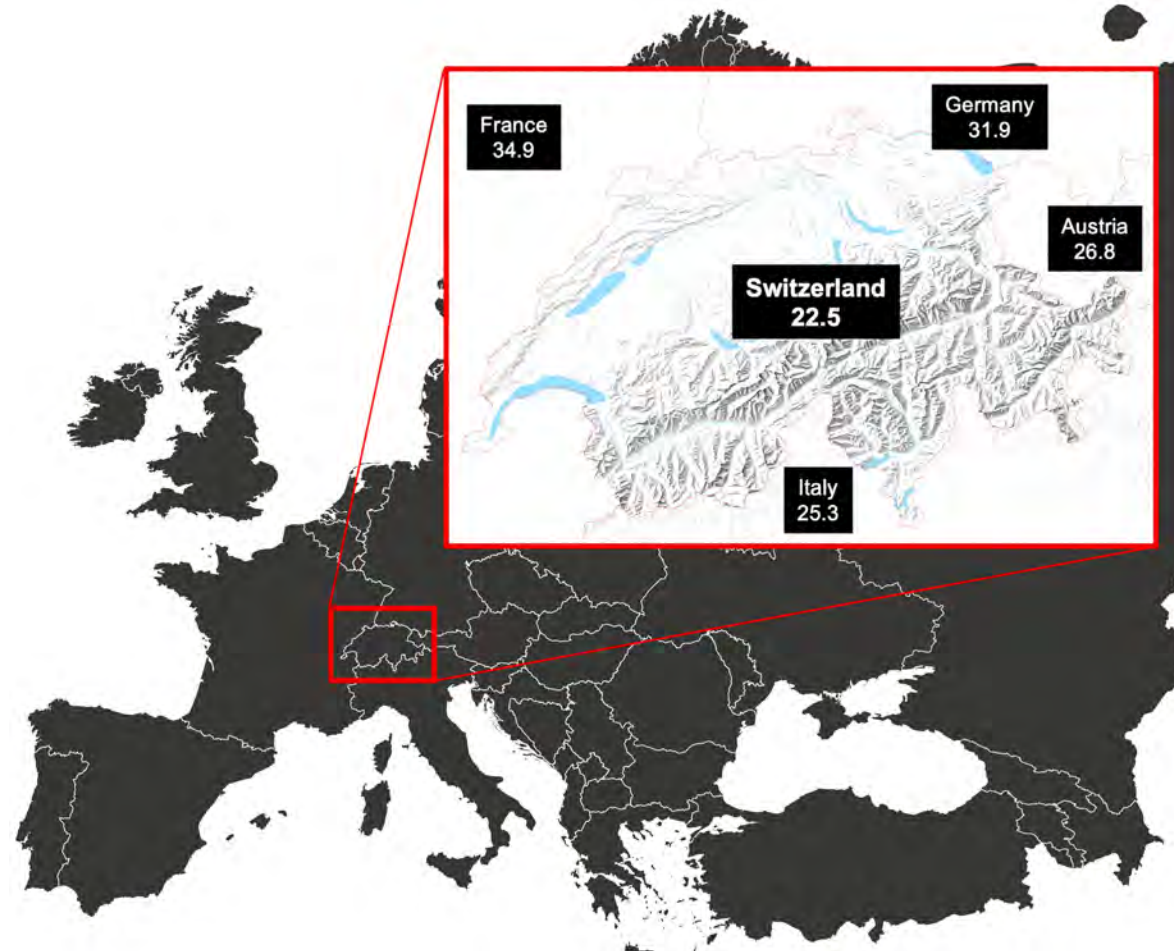 France
34.9
Germany
31.9
Austria
26.8
Switzerland
22.5
Italy
25.3